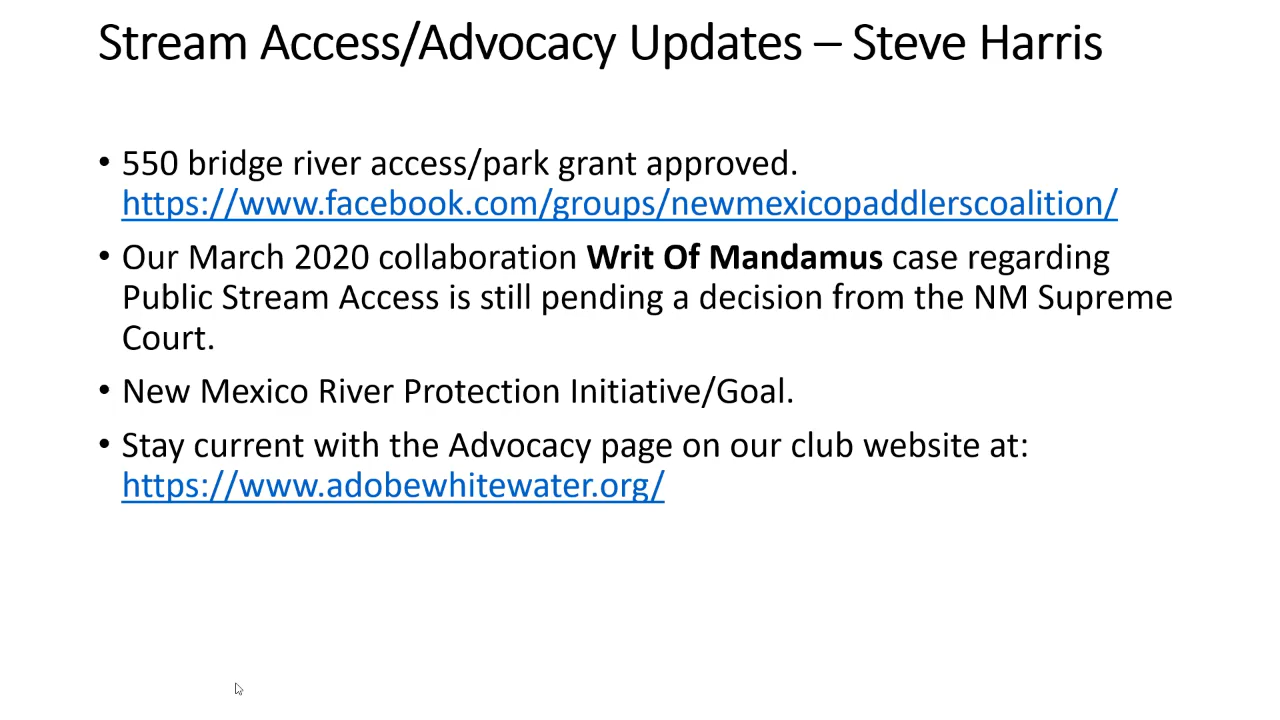 Stream Access/Advocacy Updates – Steve Harris
• 550 bridge river access/park grant approved.
https://www.facebook.com/groups/newmexicopaddlerscoalition/
• Our March 2020 collaboration Writ Of Mandamus case regarding
Public Stream Access is still pending a decision from the NM Supreme
Court.
• New Mexico River Protection Initiative/Goal.
• Stay current with the Advocacy page on our club website at:
https://www.adobewhitewater.org/